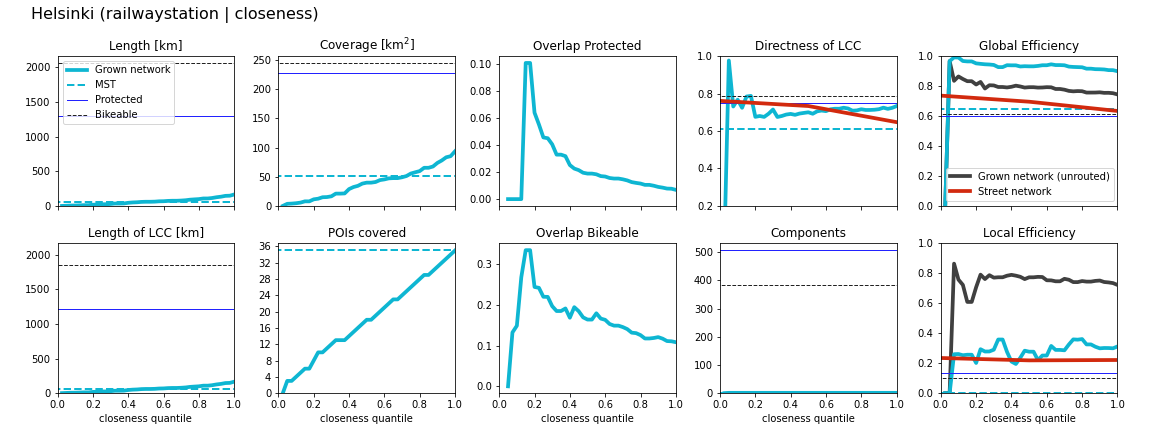 Helsinki (railwaystation | closeness)
Length [km]
Coverage [km²]
Overlap Protected
Directness of LCC
Global Efficiency
2000
1500
1000
500
0
Grown network
MST
Protected
Bikeable
250
200
150
100
50
0
0.10
0.08
0.06
0.04
0.02
0.00
1.0
0.8
0.6
0.4
0.2
1.0
0.8
0.6
0.4
0.2
0.0
Grown network (unrouted)
Street network
Length of LCC [km]
POIs covered
Overlap Bikeable
Components
Local Efficiency
2000
1500
1000
500
0
0.0 0.2 0.4 0.6 0.8 1.0
closeness quantile
36
32
28
24
20
16
12
8
4
0
0.0 0.2 0.4 0.6 0.8 1.0
closeness quantile
0.3
0.2
0.1
0.0
0.0 0.2 0.4 0.6 0.8 1.0
closeness quantile
500
400
300
200
100
0
0.0 0.2 0.4 0.6 0.8 1.0
closeness quantile
1.0
0.8
0.6
0.4
0.2
0.0
0.0 0.2 0.4 0.6 0.8 1.0
closeness quantile